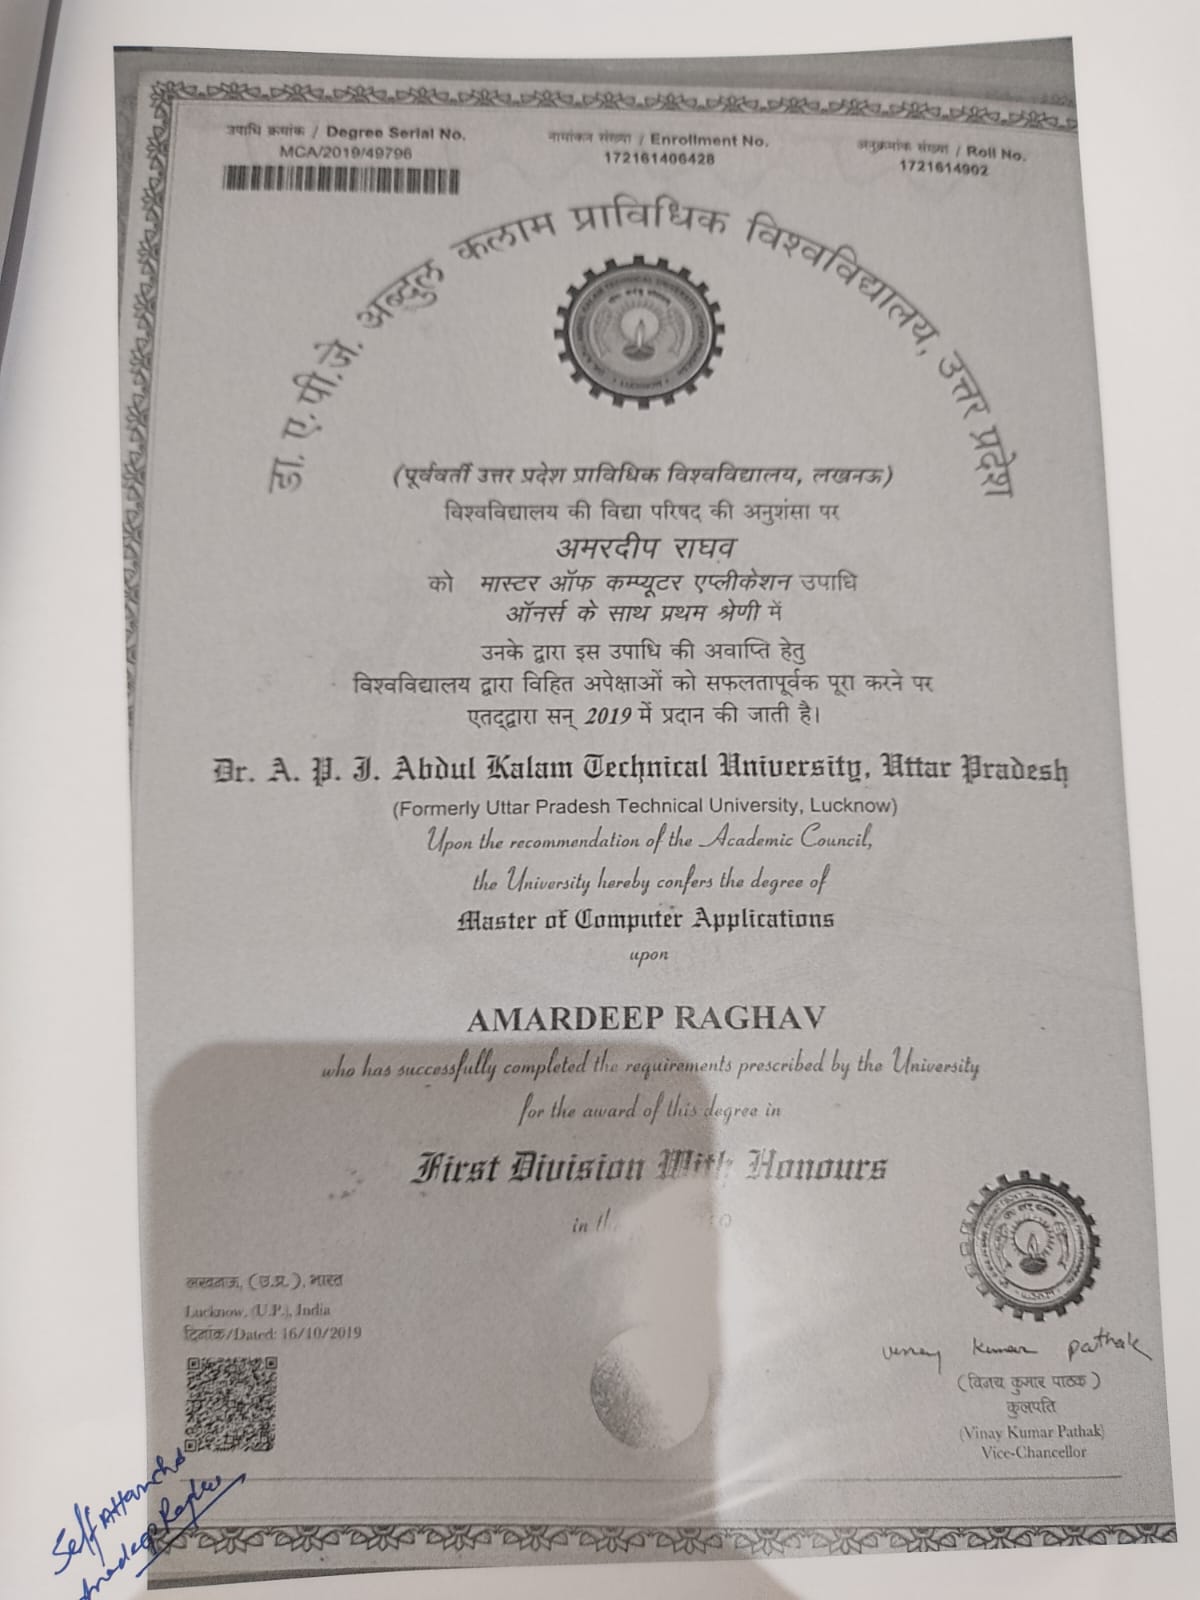 उपाधि क्रमांक / Degree Serial No.
MCA/2019/49796
नामांकन संख्या / Enrollment No.
172161406428
अनुक्रमांक संख्या / Roll No.
1721614902
डा. ए. पी.जे. अब्दुल कलाम प्राविधिक विश्वविद्यालय, उत्तर प्रदेश
(पूर्ववर्ती उत्तर प्रदेश प्राविधिक विश्वविद्यालय, लखनऊ)
विश्वविद्यालय की विद्या परिषद की अनुशंसा पर
अमरदीप राघव
को मास्टर ऑफ कम्प्यूटर एप्लीकेशन उपाधि
ऑनर्स के साथ प्रथम श्रेणी में
उनके द्वारा इस उपाधि की अवाप्ति हेतु
विश्वविद्यालय द्वारा विहित अपेक्षाओं को सफलतापूर्वक पूरा करने पर
एतद्द्वारा सन् 2019 में प्रदान की जाती है।
Dr. A. P. J. Abdul Kalam Technical University, Uttar Pradesh
(Formerly Uttar Pradesh Technical University, Lucknow)
Upon the recommendation of the Academic Council,
the University hereby confers the degree of
Master of Computer Applications
upon
AMARDEEP RAGHAV
who has successfully completed the requirements prescribed by the University
for the award of this degree in
First Division With Honours
in
लखनऊ, (उ.प्र.), भारत
Lucknow, (U.P.), India
दिनांक/Dated: 16/10/2019
Vinay Kumar Pathak
(विनय कुमार पाठक)
कुलपति
(Vinay Kumar Pathak)
Vice-Chancellor
Self